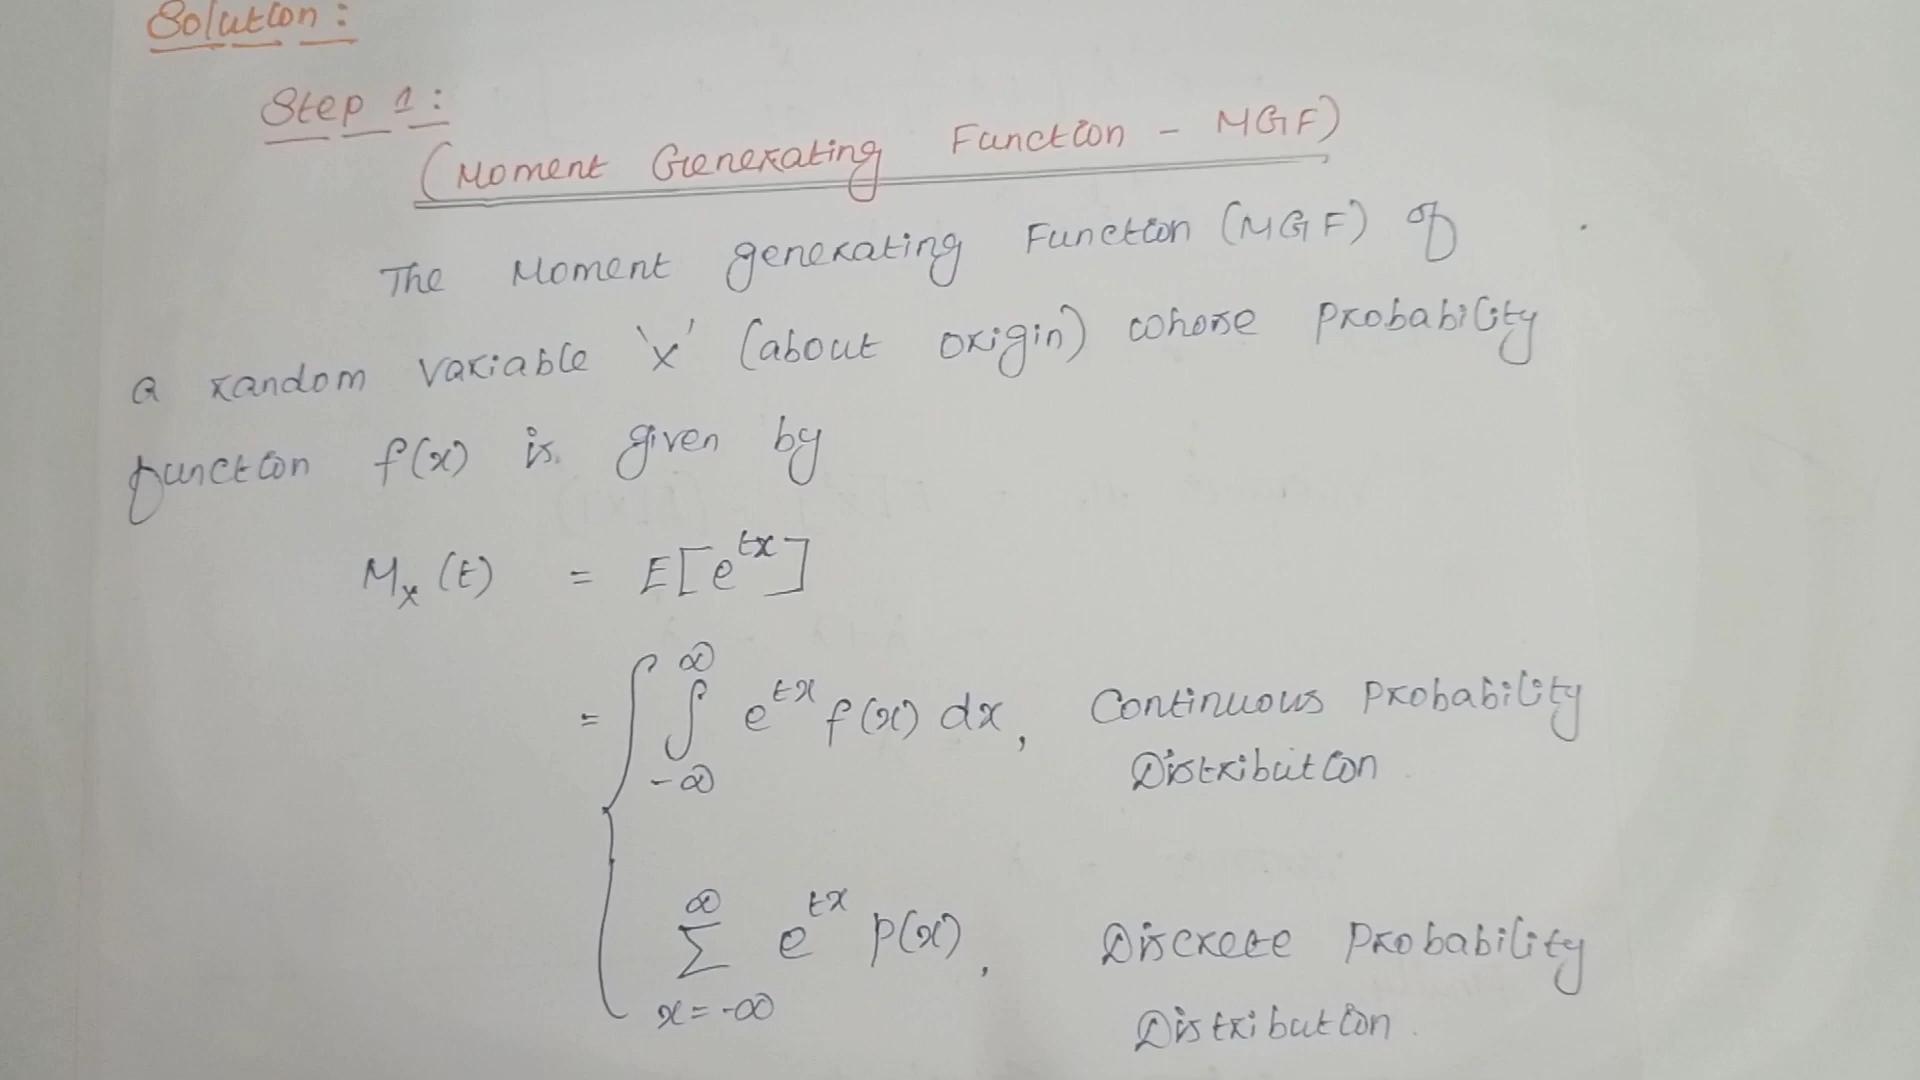 Solution:
Step 1:
(Moment Generating Function - MGF)
The Moment generating Function (MGF) of
a random variable 'x' (about origin) whose probability
function f(x) is given by
Mx(t) = E[e^tx]
= { ∫_{-∞}^{∞} e^{tx} f(x) dx, Continuous Probability
Distribution
∑_{x=-∞}^{∞} e^{tx} p(x), Discrete Probability
Distribution.